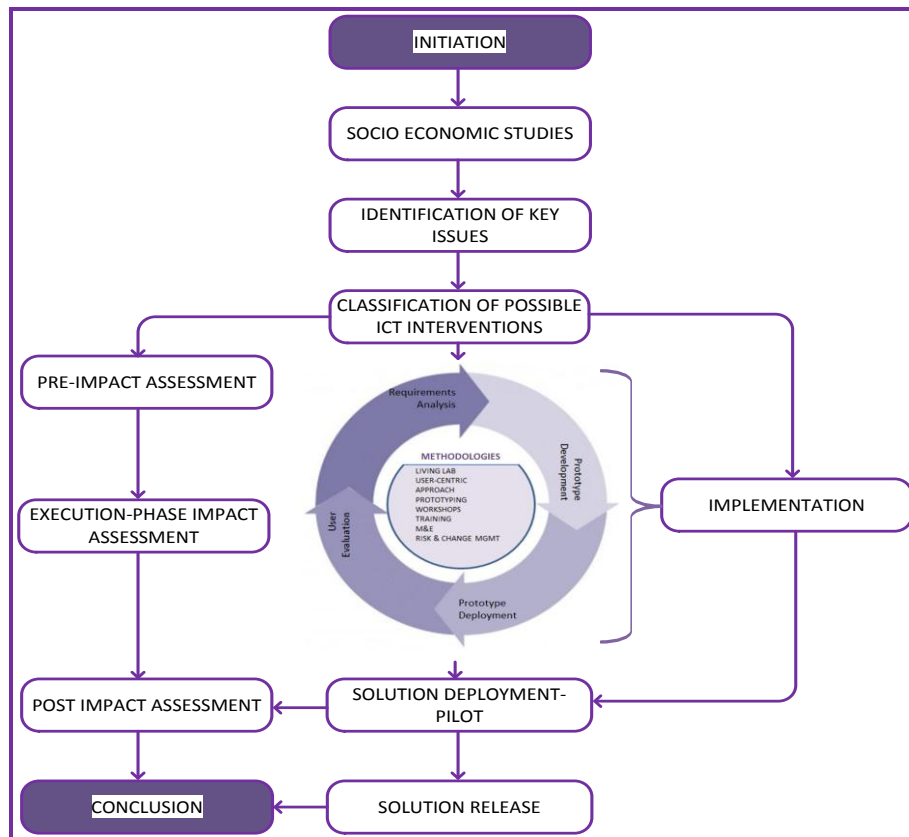 INITIATION
SOCIO ECONOMIC STUDIES
IDENTIFICATION OF KEY
ISSUES
CLASSIFICATION OF POSSIBLE
ICT INTERVENTIONS
PRE-IMPACT ASSESSMENT
Requirements
Analysis
Prototype
Development
METHODOLOGIES
LIVING LAB
USER-CENTRIC
APPROACH
PROTOTYPING
WORKSHOPS
TRAINING
M&E
RISK & CHANGE MGMT
User
Evaluation
Prototype
Deployment
EXECUTION-PHASE IMPACT
ASSESSMENT
IMPLEMENTATION
POST IMPACT ASSESSMENT
SOLUTION DEPLOYMENT-
PILOT
CONCLUSION
SOLUTION RELEASE